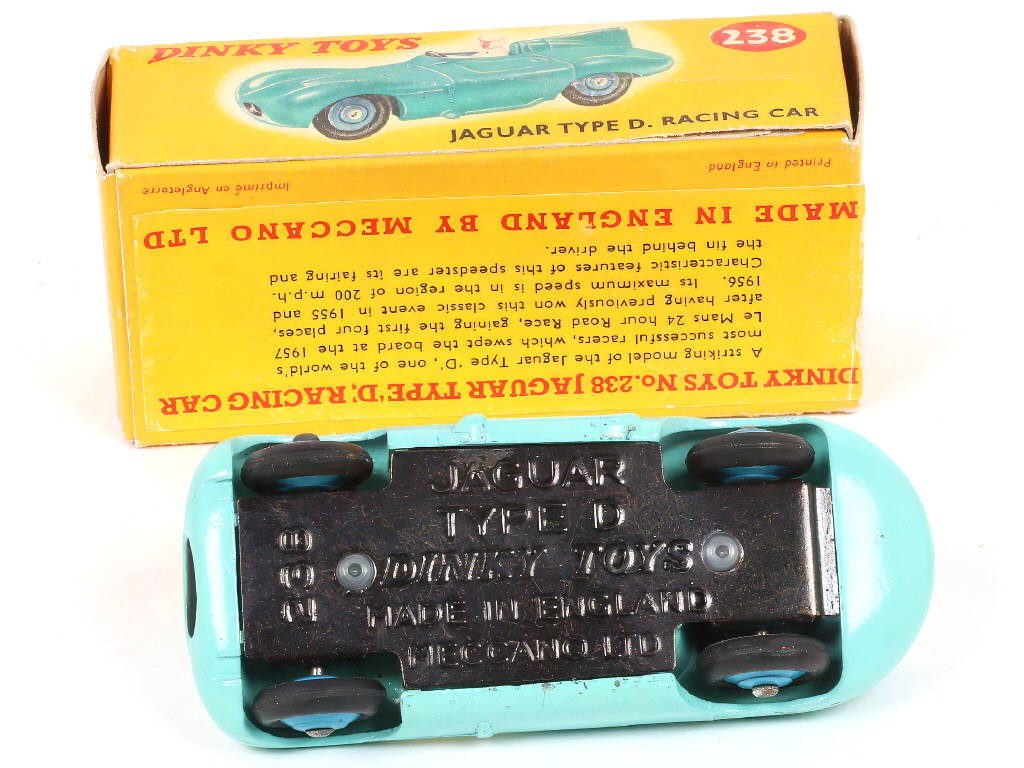 DINKY TOYS
238
JAGUAR TYPE D. RACING CAR
Imprimé en Angleterre
Printed in England
DINKY TOYS No. 238 JAGUAR TYPE 'D', RACING CAR
A striking model of the Jaguar Type 'D', one of the world's
most successful racers, which swept the board at the 1957
Le Mans 24 hour Road Race, gaining the first four places,
after having previously won this classic event in 1955 and
1956. Its maximum speed is in the region of 200 m.p.h.
Characteristic features of this speedster are its fairing and
the fin behind the driver.
MADE IN ENGLAND BY MECCANO LTD
JAGUAR
TYPE D
DINKY TOYS
MADE IN ENGLAND
MECCANO LTD